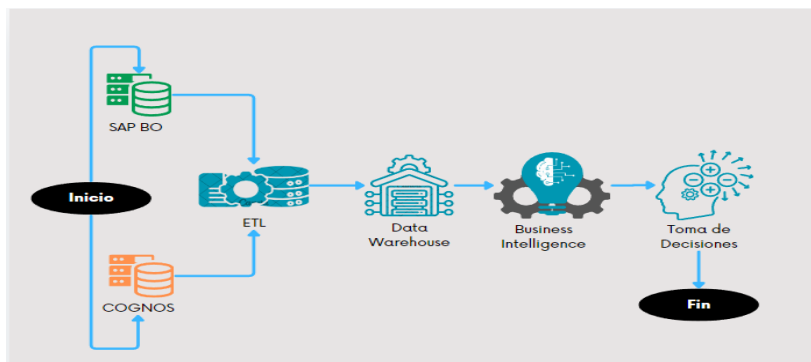 SAP BO
Inicio
ETL
COGNOS
Data
Warehouse
Business
Intelligence
Toma de
Decisiones
Fin